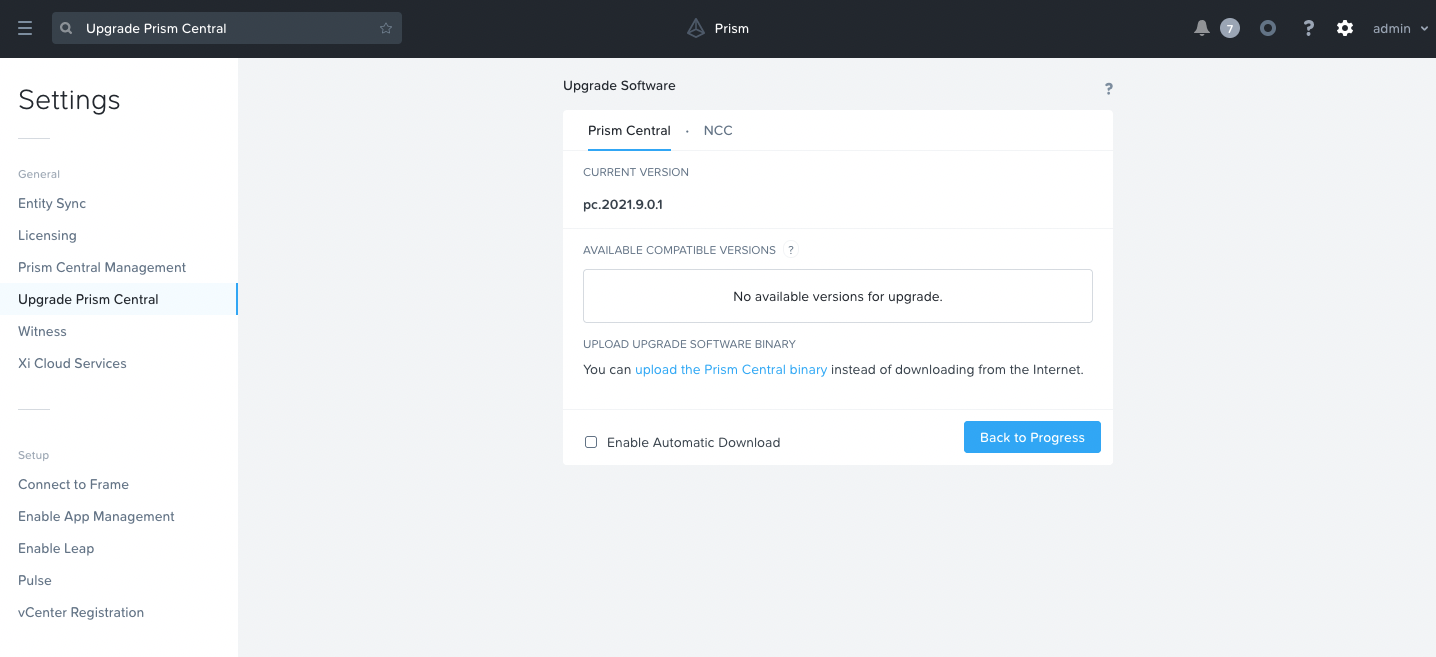 Upgrade Prism Central
Prism
7
?
admin
Settings
General
Entity Sync
Licensing
Prism Central Management
Upgrade Prism Central
Witness
Xi Cloud Services
Setup
Connect to Frame
Enable App Management
Enable Leap
Pulse
vCenter Registration
Upgrade Software
?
Prism Central · NCC
CURRENT VERSION
pc.2021.9.0.1
AVAILABLE COMPATIBLE VERSIONS ?
No available versions for upgrade.
UPLOAD UPGRADE SOFTWARE BINARY
You can upload the Prism Central binary instead of downloading from the Internet.
Enable Automatic Download
Back to Progress